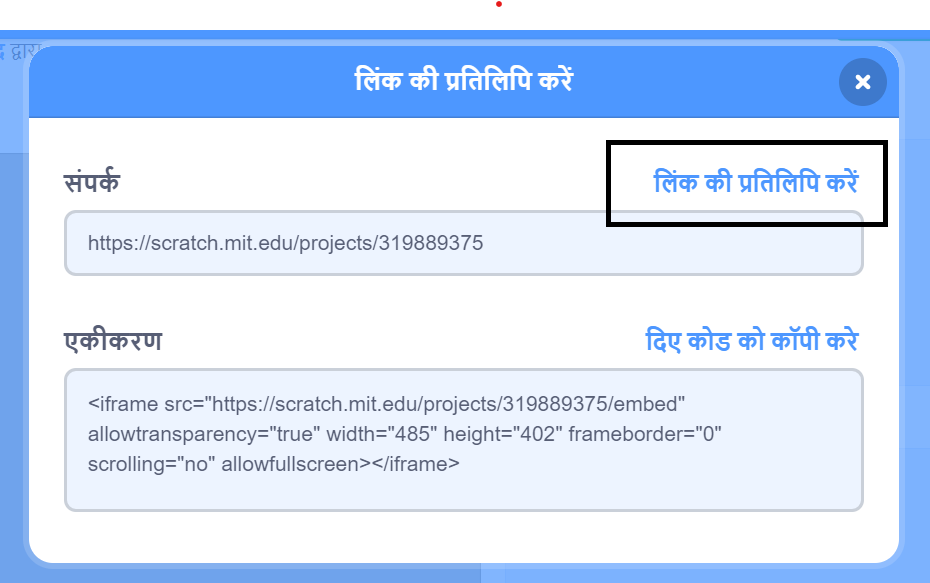 द्वारा
लिंक की प्रतिलिपि करें
संपर्क
लिंक की प्रतिलिपि करें
https://scratch.mit.edu/projects/319889375
एकीकरण
दिए कोड को कॉपी करे
<iframe src="https://scratch.mit.edu/projects/319889375/embed"
allowtransparency="true" width="485" height="402" frameborder="0"
scrolling="no" allowfullscreen></iframe>